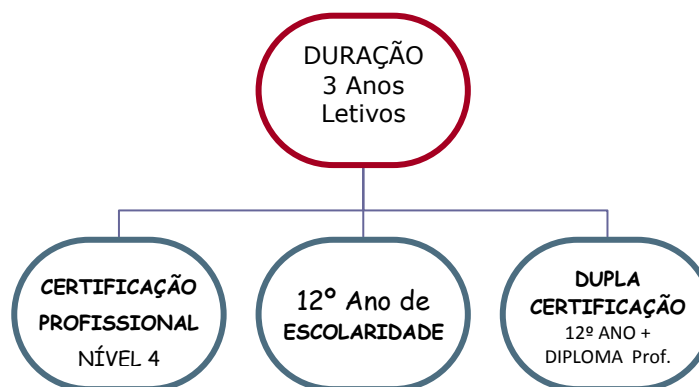 DURAÇÃO
3 Anos
Letivos
CERTIFICAÇÃO
PROFISSIONAL
NÍVEL 4
12º Ano de
ESCOLARIDADE
DUPLA
CERTIFICAÇÃO
12º ANO +
DIPLOMA Prof.